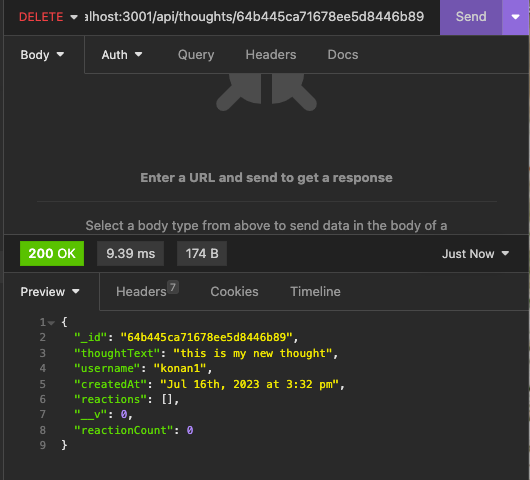 DELETE alhost:3001/api/thoughts/64b445ca71678ee5d8446b89 Send
Body Auth Query Headers Docs
Enter a URL and send to get a response
Select a body type from above to send data in the body of a
200 OK 9.39 ms 174 B Just Now
Preview Headers 7 Cookies Timeline
1 {
2 "_id": "64b445ca71678ee5d8446b89",
3 "thoughtText": "this is my new thought",
4 "username": "konan1",
5 "createdAt": "Jul 16th, 2023 at 3:32 pm",
6 "reactions": [],
7 "__v": 0,
8 "reactionCount": 0
9 }